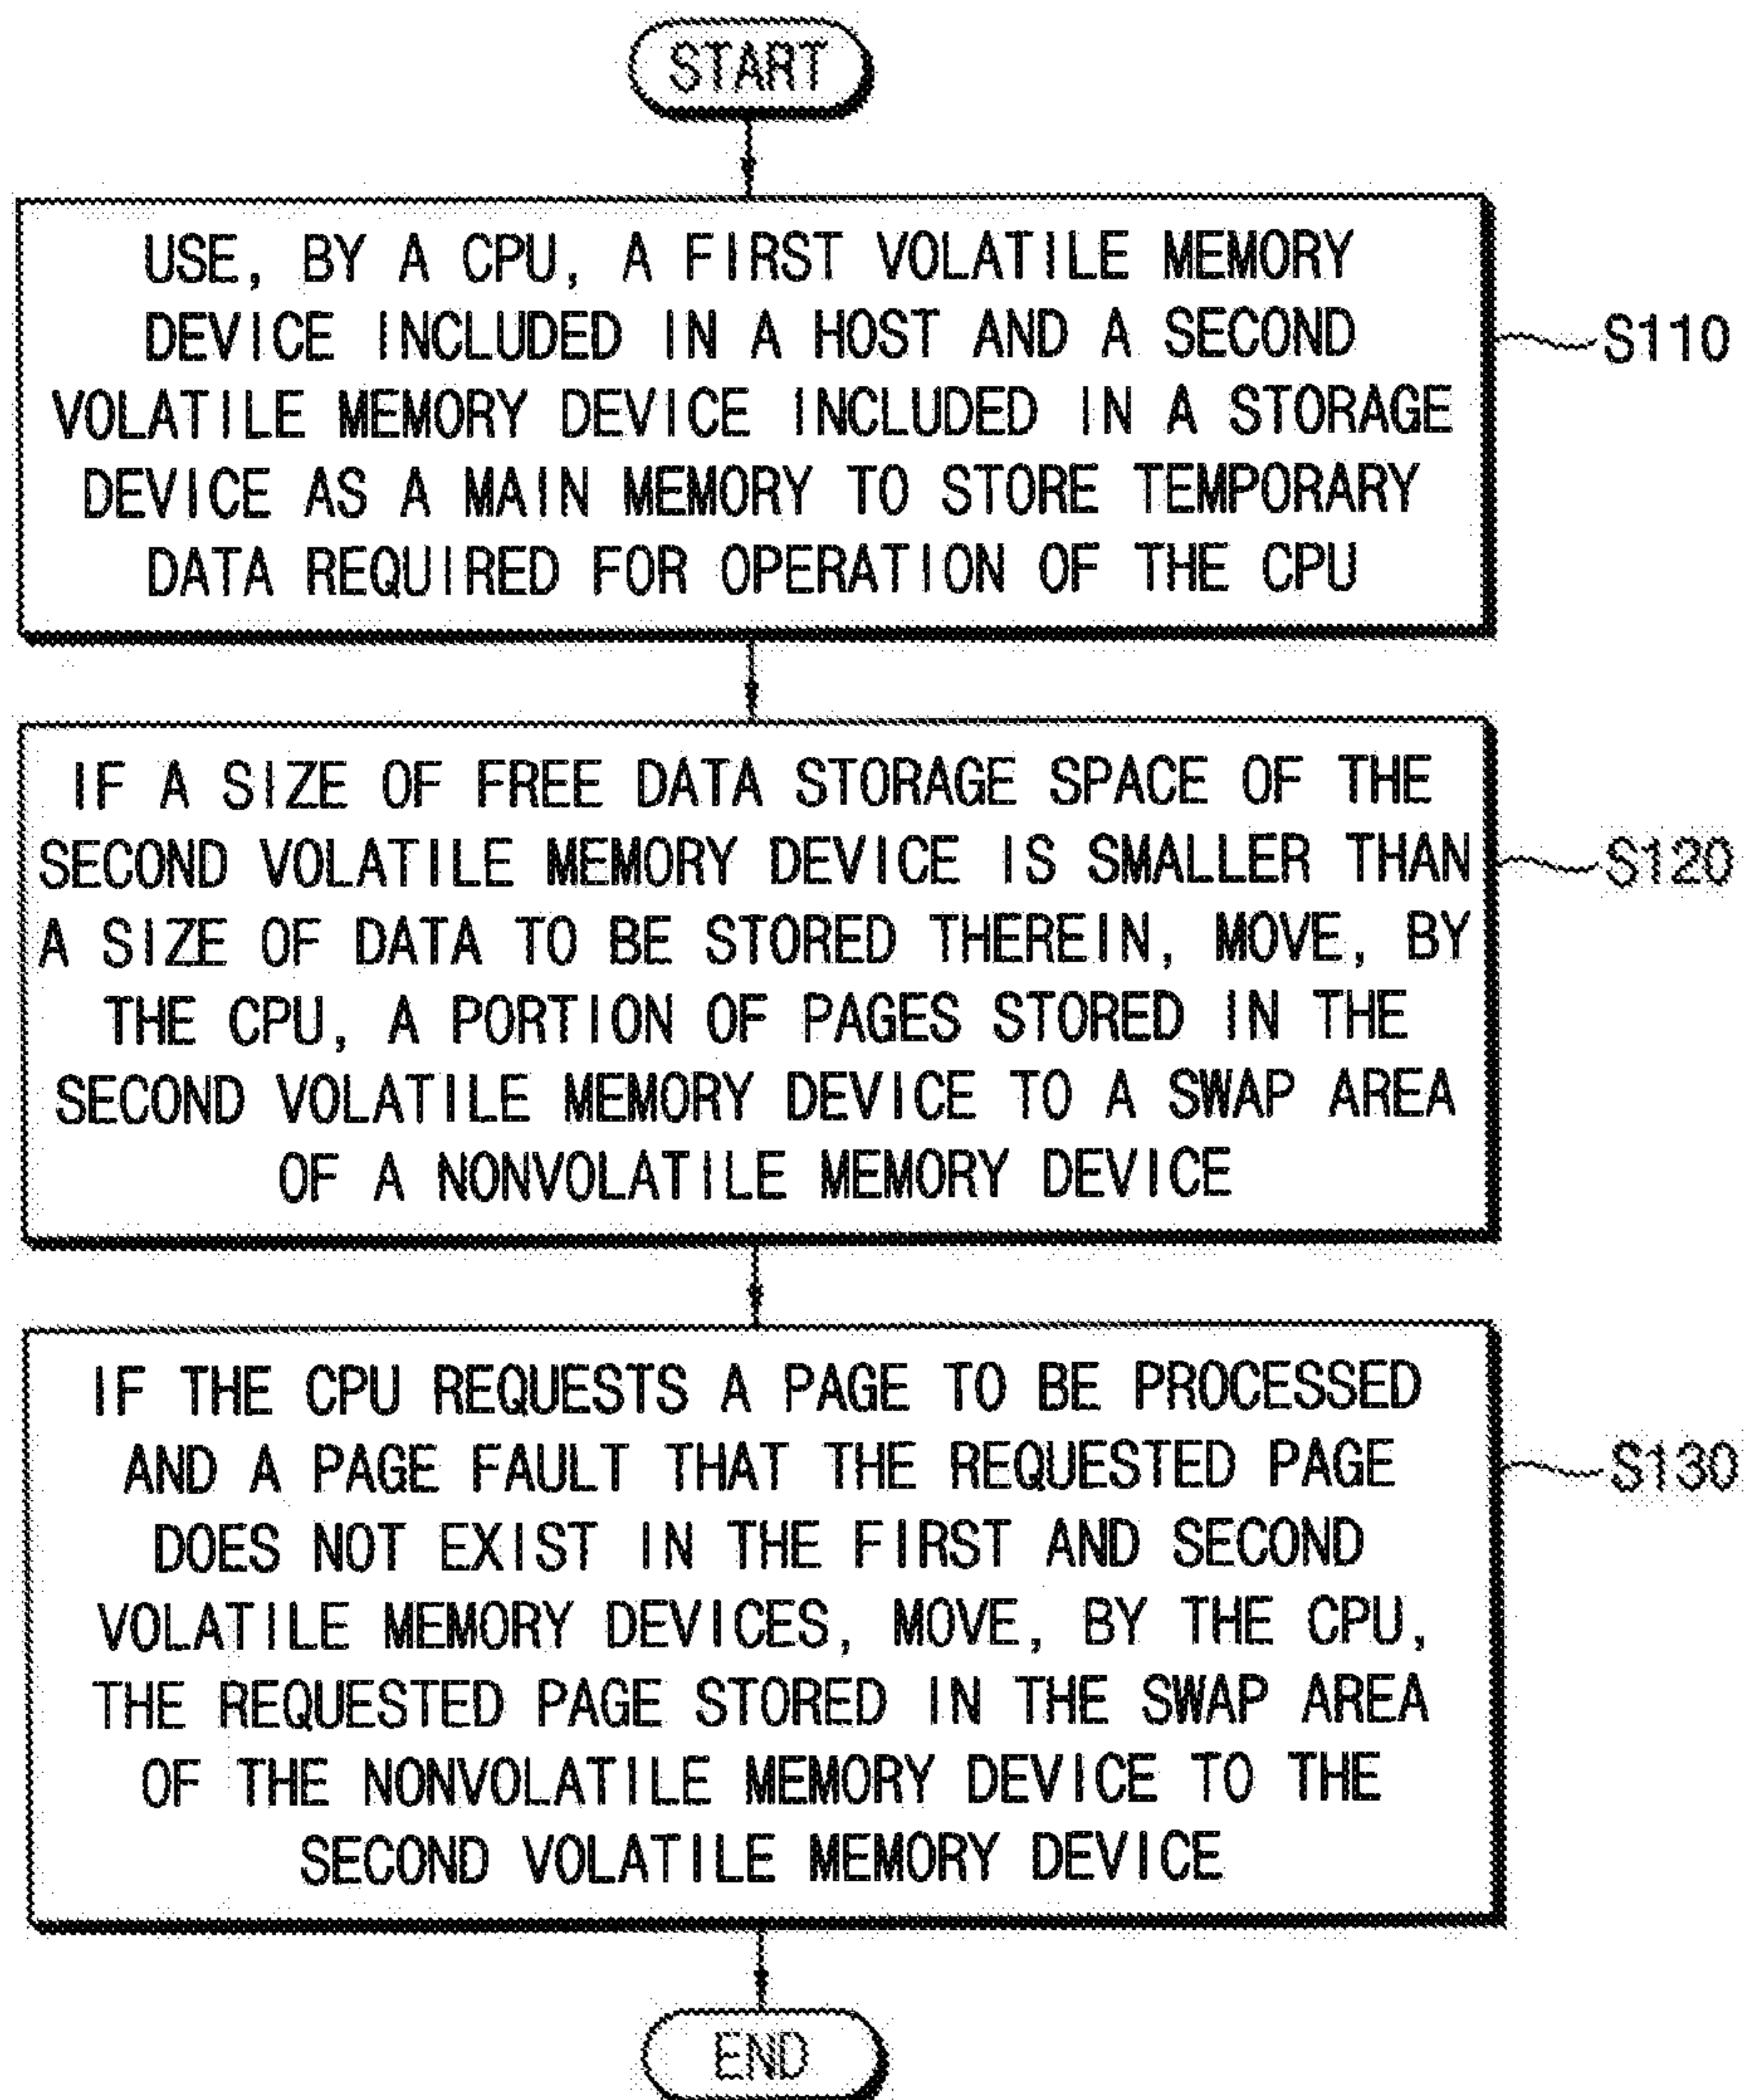 START
USE, BY A CPU, A FIRST VOLATILE MEMORY
DEVICE INCLUDED IN A HOST AND A SECOND
VOLATILE MEMORY DEVICE INCLUDED IN A STORAGE
DEVICE AS A MAIN MEMORY TO STORE TEMPORARY
DATA REQUIRED FOR OPERATION OF THE CPU
S110
IF A SIZE OF FREE DATA STORAGE SPACE OF THE
SECOND VOLATILE MEMORY DEVICE IS SMALLER THAN
A SIZE OF DATA TO BE STORED THEREIN, MOVE, BY
THE CPU, A PORTION OF PAGES STORED IN THE
SECOND VOLATILE MEMORY DEVICE TO A SWAP AREA
OF A NONVOLATILE MEMORY DEVICE
S120
IF THE CPU REQUESTS A PAGE TO BE PROCESSED
AND A PAGE FAULT THAT THE REQUESTED PAGE
DOES NOT EXIST IN THE FIRST AND SECOND
VOLATILE MEMORY DEVICES, MOVE, BY THE CPU,
THE REQUESTED PAGE STORED IN THE SWAP AREA
OF THE NONVOLATILE MEMORY DEVICE TO THE
SECOND VOLATILE MEMORY DEVICE
S130
END